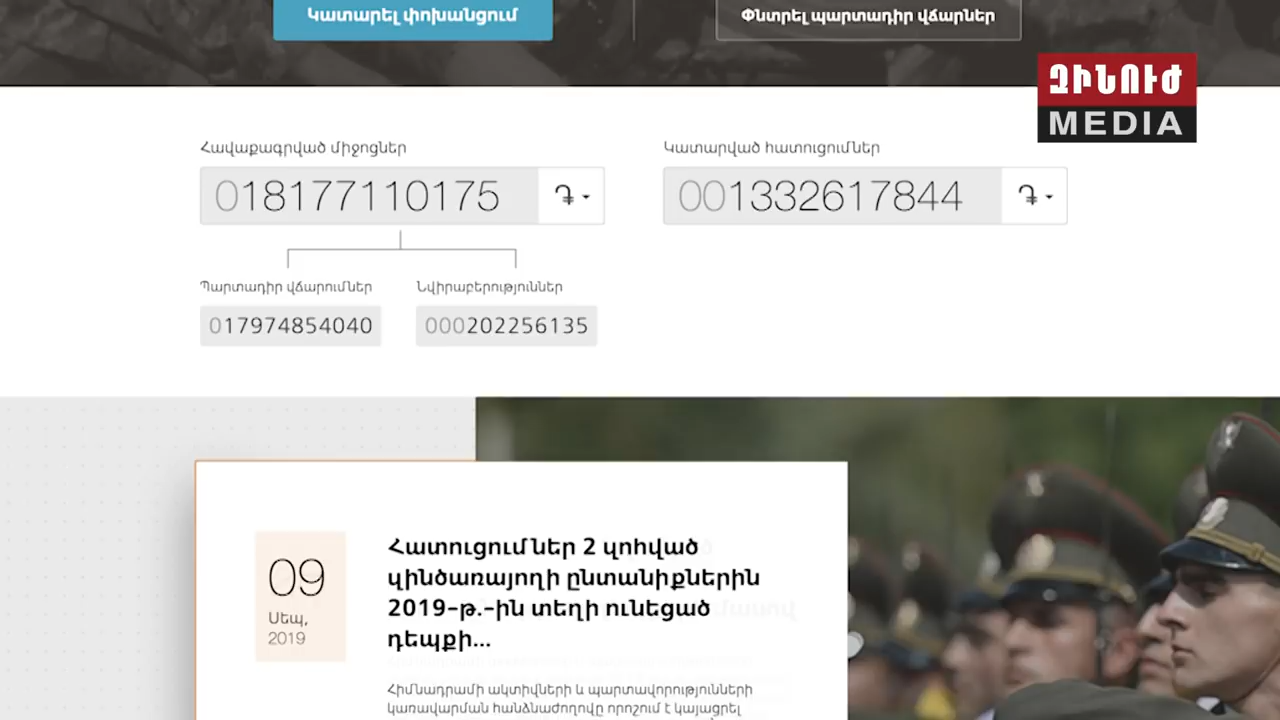 Կատարել փոխանցում
Փնտրել պարտադիր վճարներ
ԶԻՆՈՒԺ
MEDIA
Հավաքագրված միջոցներ
018177110175 ֏
Կատարված հատուցումներ
001332617844 ֏
Պարտադիր վճարումներ
017974854040
Նվիրաբերություններ
000202256135
09
Սեպ,
2019
Հատուցումներ 2 զոհված
զինծառայողի ընտանիքներին
2019-թ.-ին տեղի ունեցած
դեպքի...
Հիմնադրամի ակտիվների և պարտավորությունների
կառավարման հանձնաժողովը որոշում է կայացրել